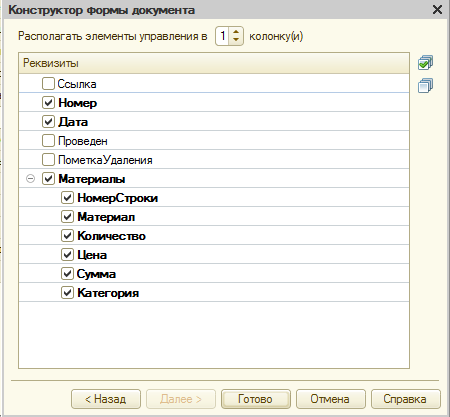 Конструктор формы документа
Располагать элементы управления в 1 колонку(и)
Реквизиты
Ссылка
Номер
Дата
Проведен
ПометкаУдаления
Материалы
НомерСтроки
Материал
Количество
Цена
Сумма
Категория
< Назад Далее > Готово Отмена Справка